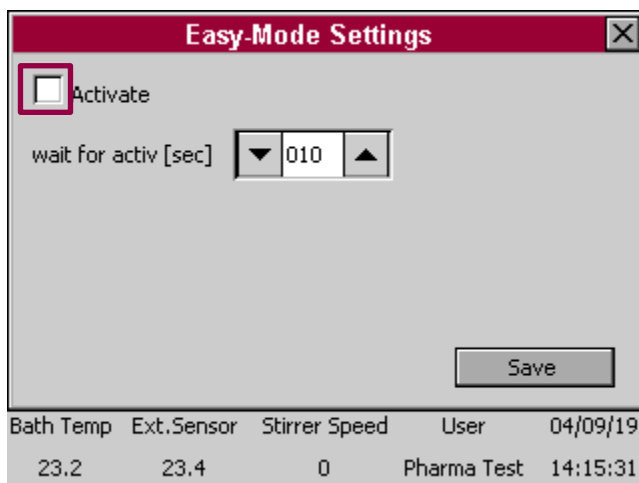 Easy-Mode Settings
Activate
wait for activ [sec] 010
Save
Bath Temp Ext.Sensor Stirrer Speed User 04/09/19
23.2 23.4 0 Pharma Test 14:15:31